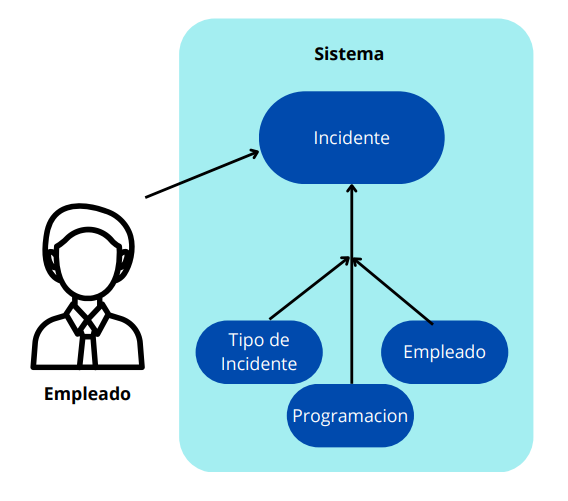 Sistema
Incidente
Tipo de
Incidente
Empleado
Programacion
Empleado